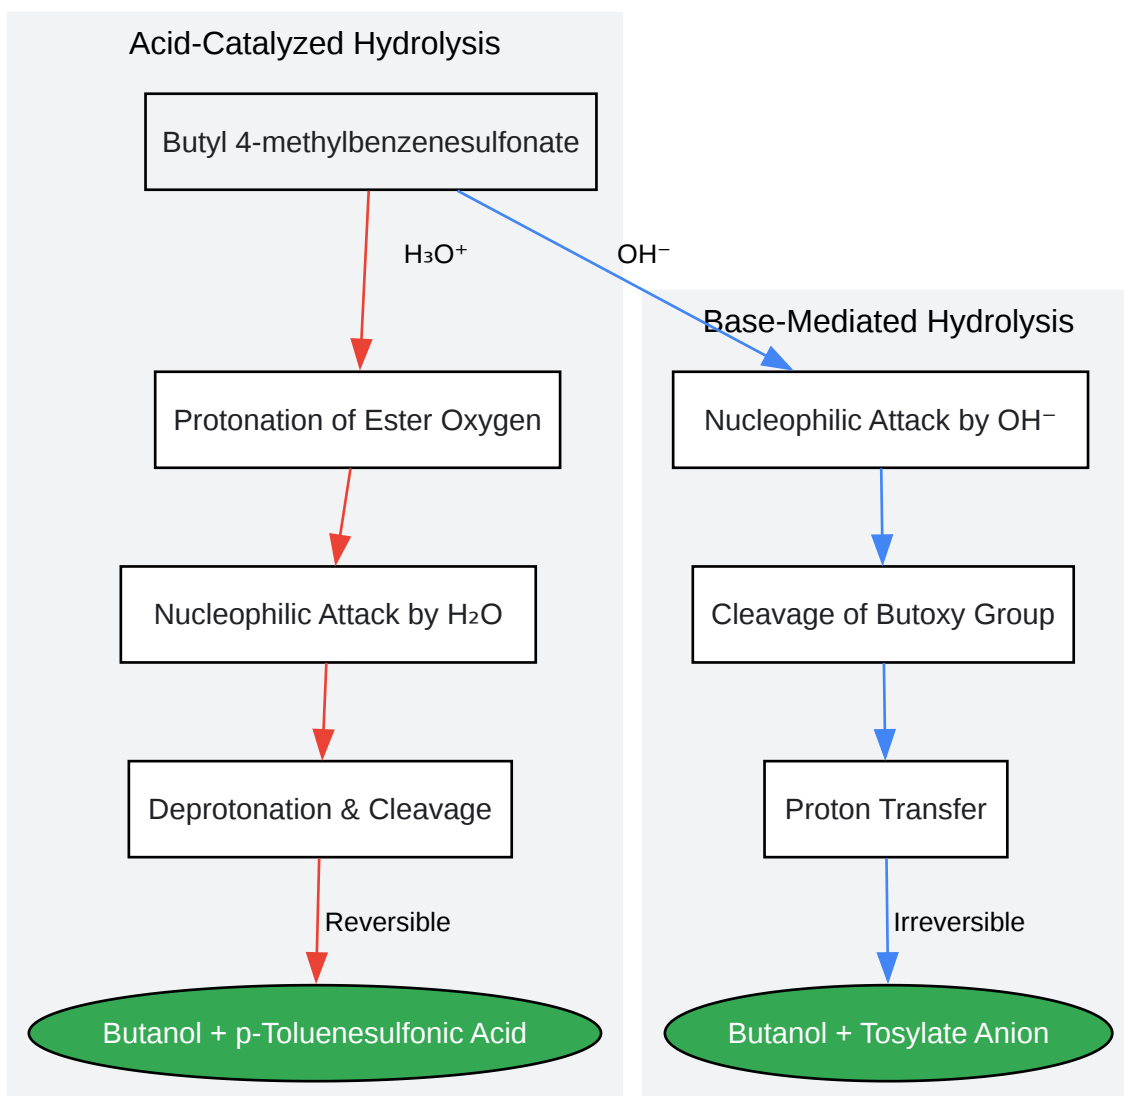 Acid-Catalyzed Hydrolysis
Butyl 4-methylbenzenesulfonate
H₃O⁺
OH⁻
Base-Mediated Hydrolysis
Protonation of Ester Oxygen
Nucleophilic Attack by OH⁻
Nucleophilic Attack by H₂O
Cleavage of Butoxy Group
Deprotonation & Cleavage
Proton Transfer
Reversible
Irreversible
Butanol + p-Toluenesulfonic Acid
Butanol + Tosylate Anion